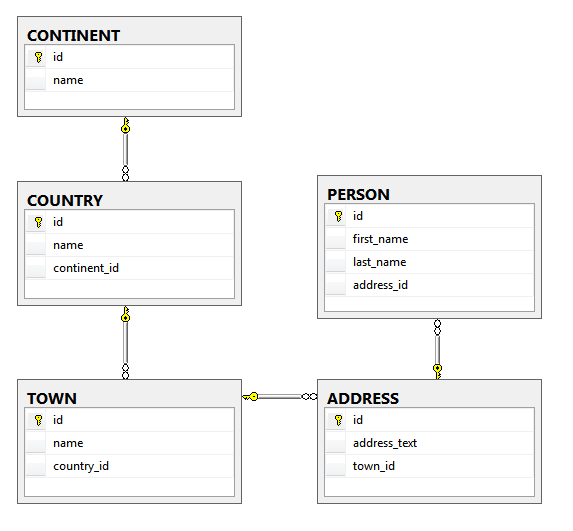 CONTINENT
id
name
COUNTRY
id
name
continent_id
PERSON
id
first_name
last_name
address_id
TOWN
id
name
country_id
ADDRESS
id
address_text
town_id